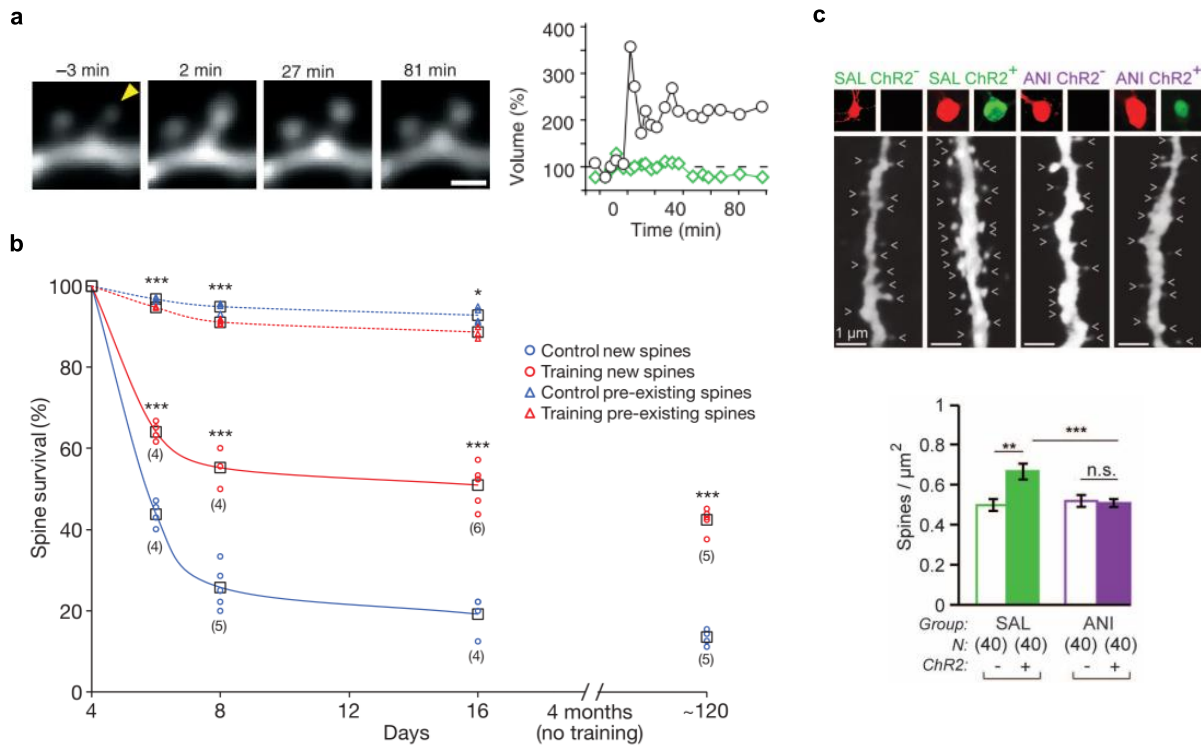 a
−3 min
2 min
27 min
81 min
Volume (%)
400
300
200
100
0
40
80
Time (min)
b
Spine survival (%)
100
80
60
40
20
0
***
***
*
***
(4)
***
(4)
***
(6)
***
(5)
(4)
(5)
(4)
(5)
Control new spines
Training new spines
Control pre-existing spines
Training pre-existing spines
4
8
12
16
4 months
(no training)
~120
Days
c
SAL ChR2⁻
SAL ChR2⁺
ANI ChR2⁻
ANI ChR2⁺
1 μm
Spines / μm²
1
0.8
0.6
0.4
0.2
0
**
***
n.s.
Group: SAL ANI
N: (40) (40) (40) (40)
ChR2: - + - +